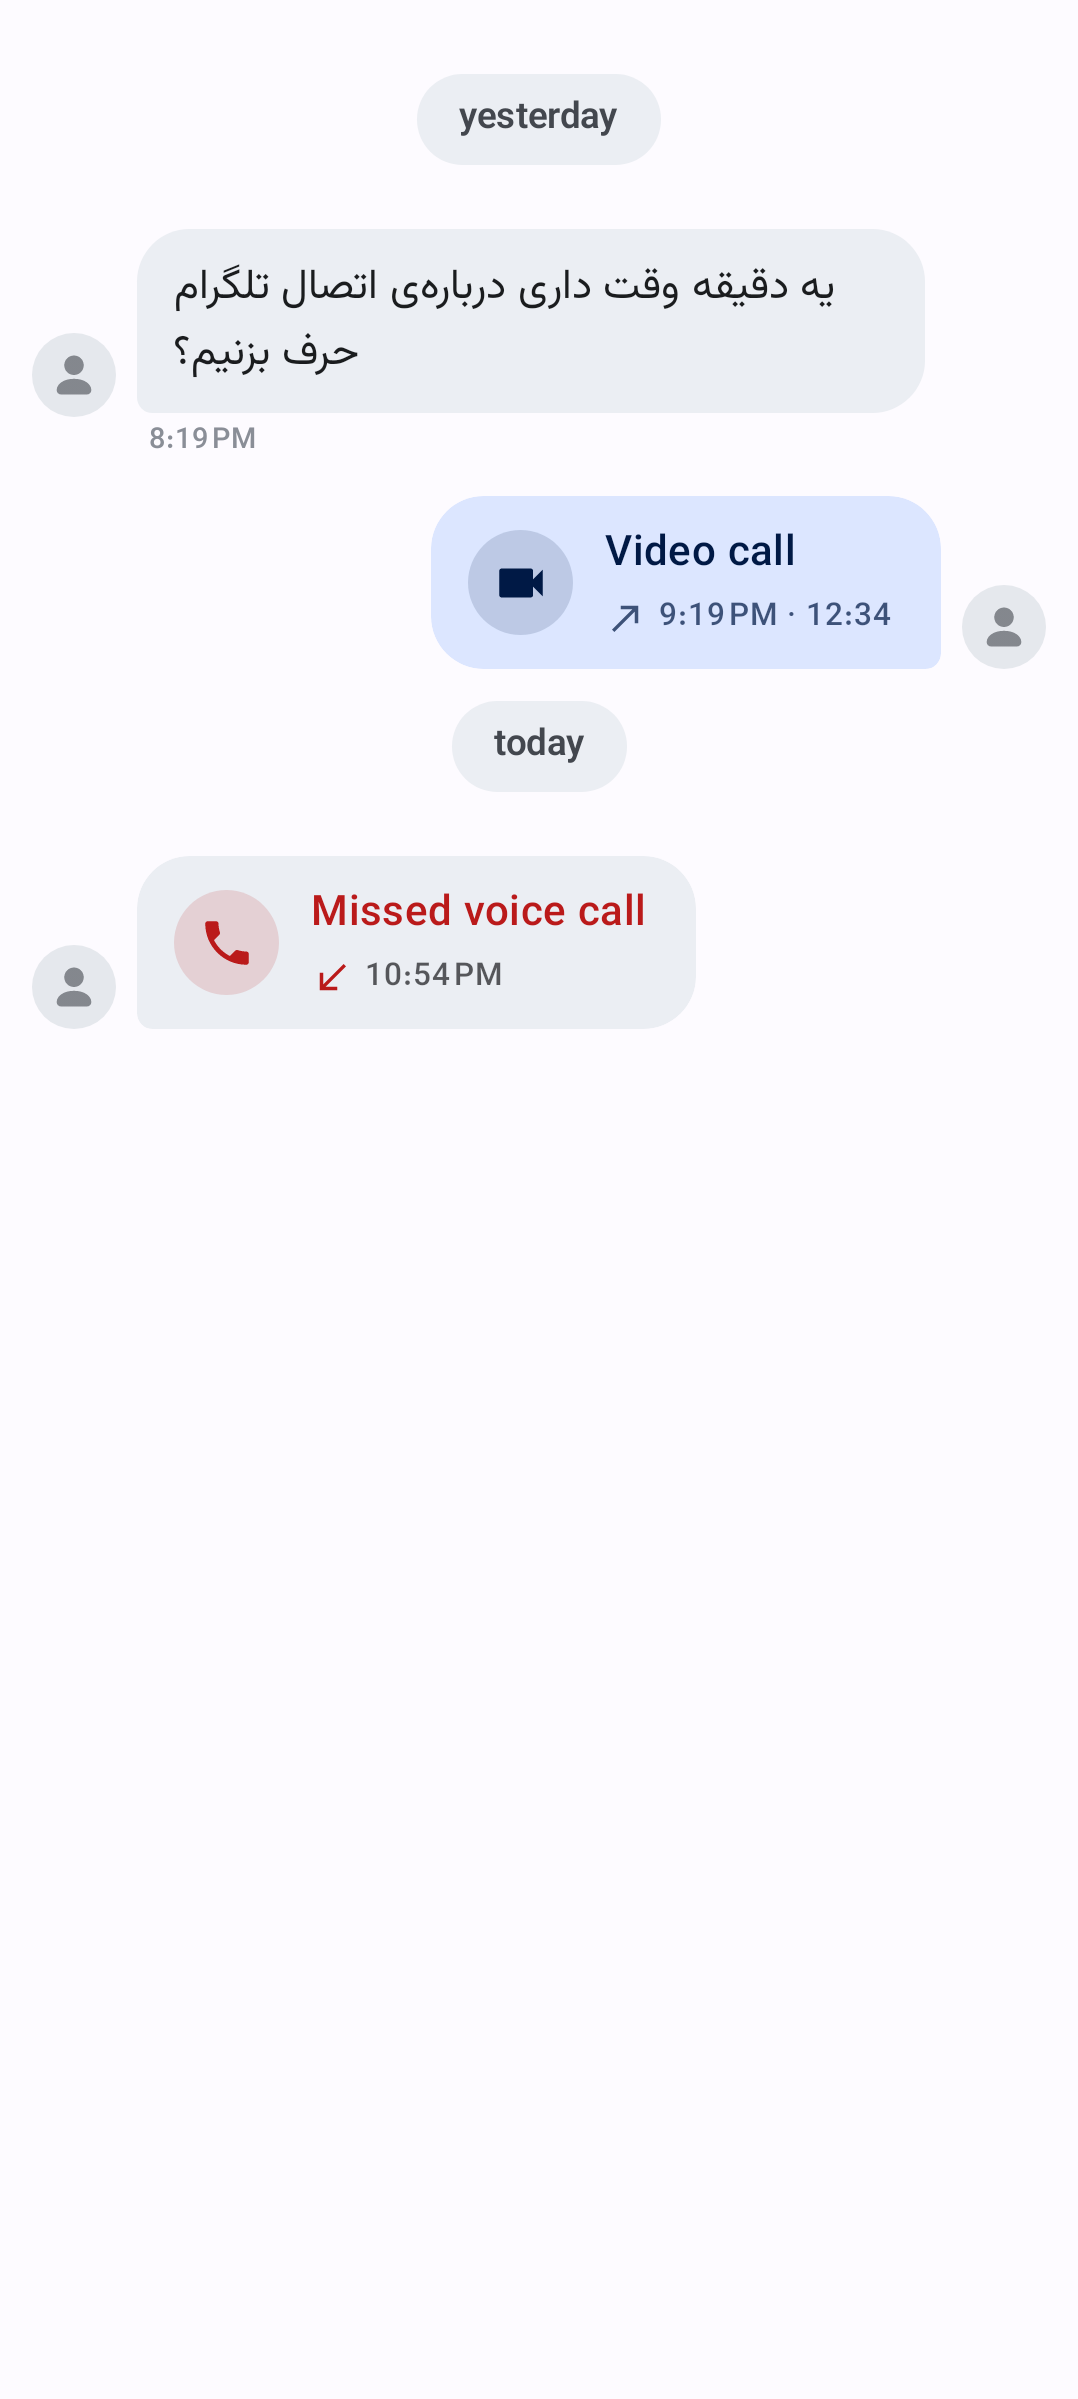 yesterday
یه دقیقه وقت داری درباره‌ی اتصال تلگرام
حرف بزنیم؟
8:19 PM
Video call
9:19 PM · 12:34
today
Missed voice call
10:54 PM